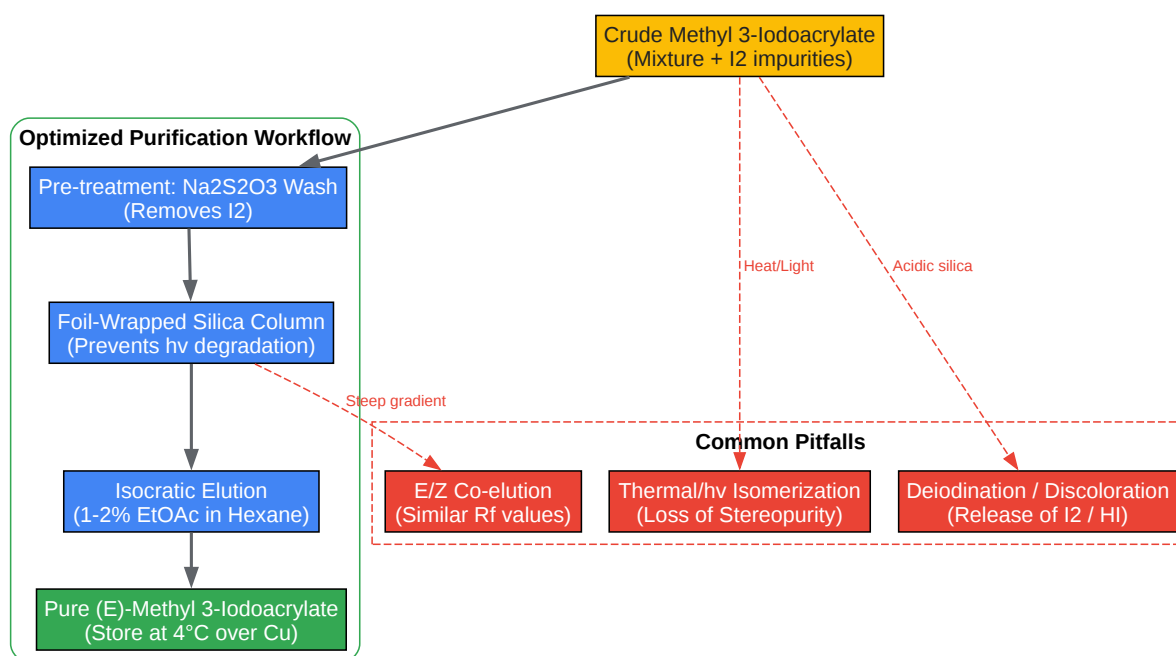 Crude Methyl 3-Iodoacrylate
(Mixture + I2 impurities)
Optimized Purification Workflow
Pre-treatment: Na2S2O3 Wash
(Removes I2)
Heat/Light
Acidic silica
Foil-Wrapped Silica Column
(Prevents hv degradation)
Steep gradient
Common Pitfalls
Isocratic Elution
(1-2% EtOAc in Hexane)
E/Z Co-elution
(Similar Rf values)
Thermal/hv Isomerization
(Loss of Stereopurity)
Deiodination / Discoloration
(Release of I2 / HI)
Pure (E)-Methyl 3-Iodoacrylate
(Store at 4°C over Cu)